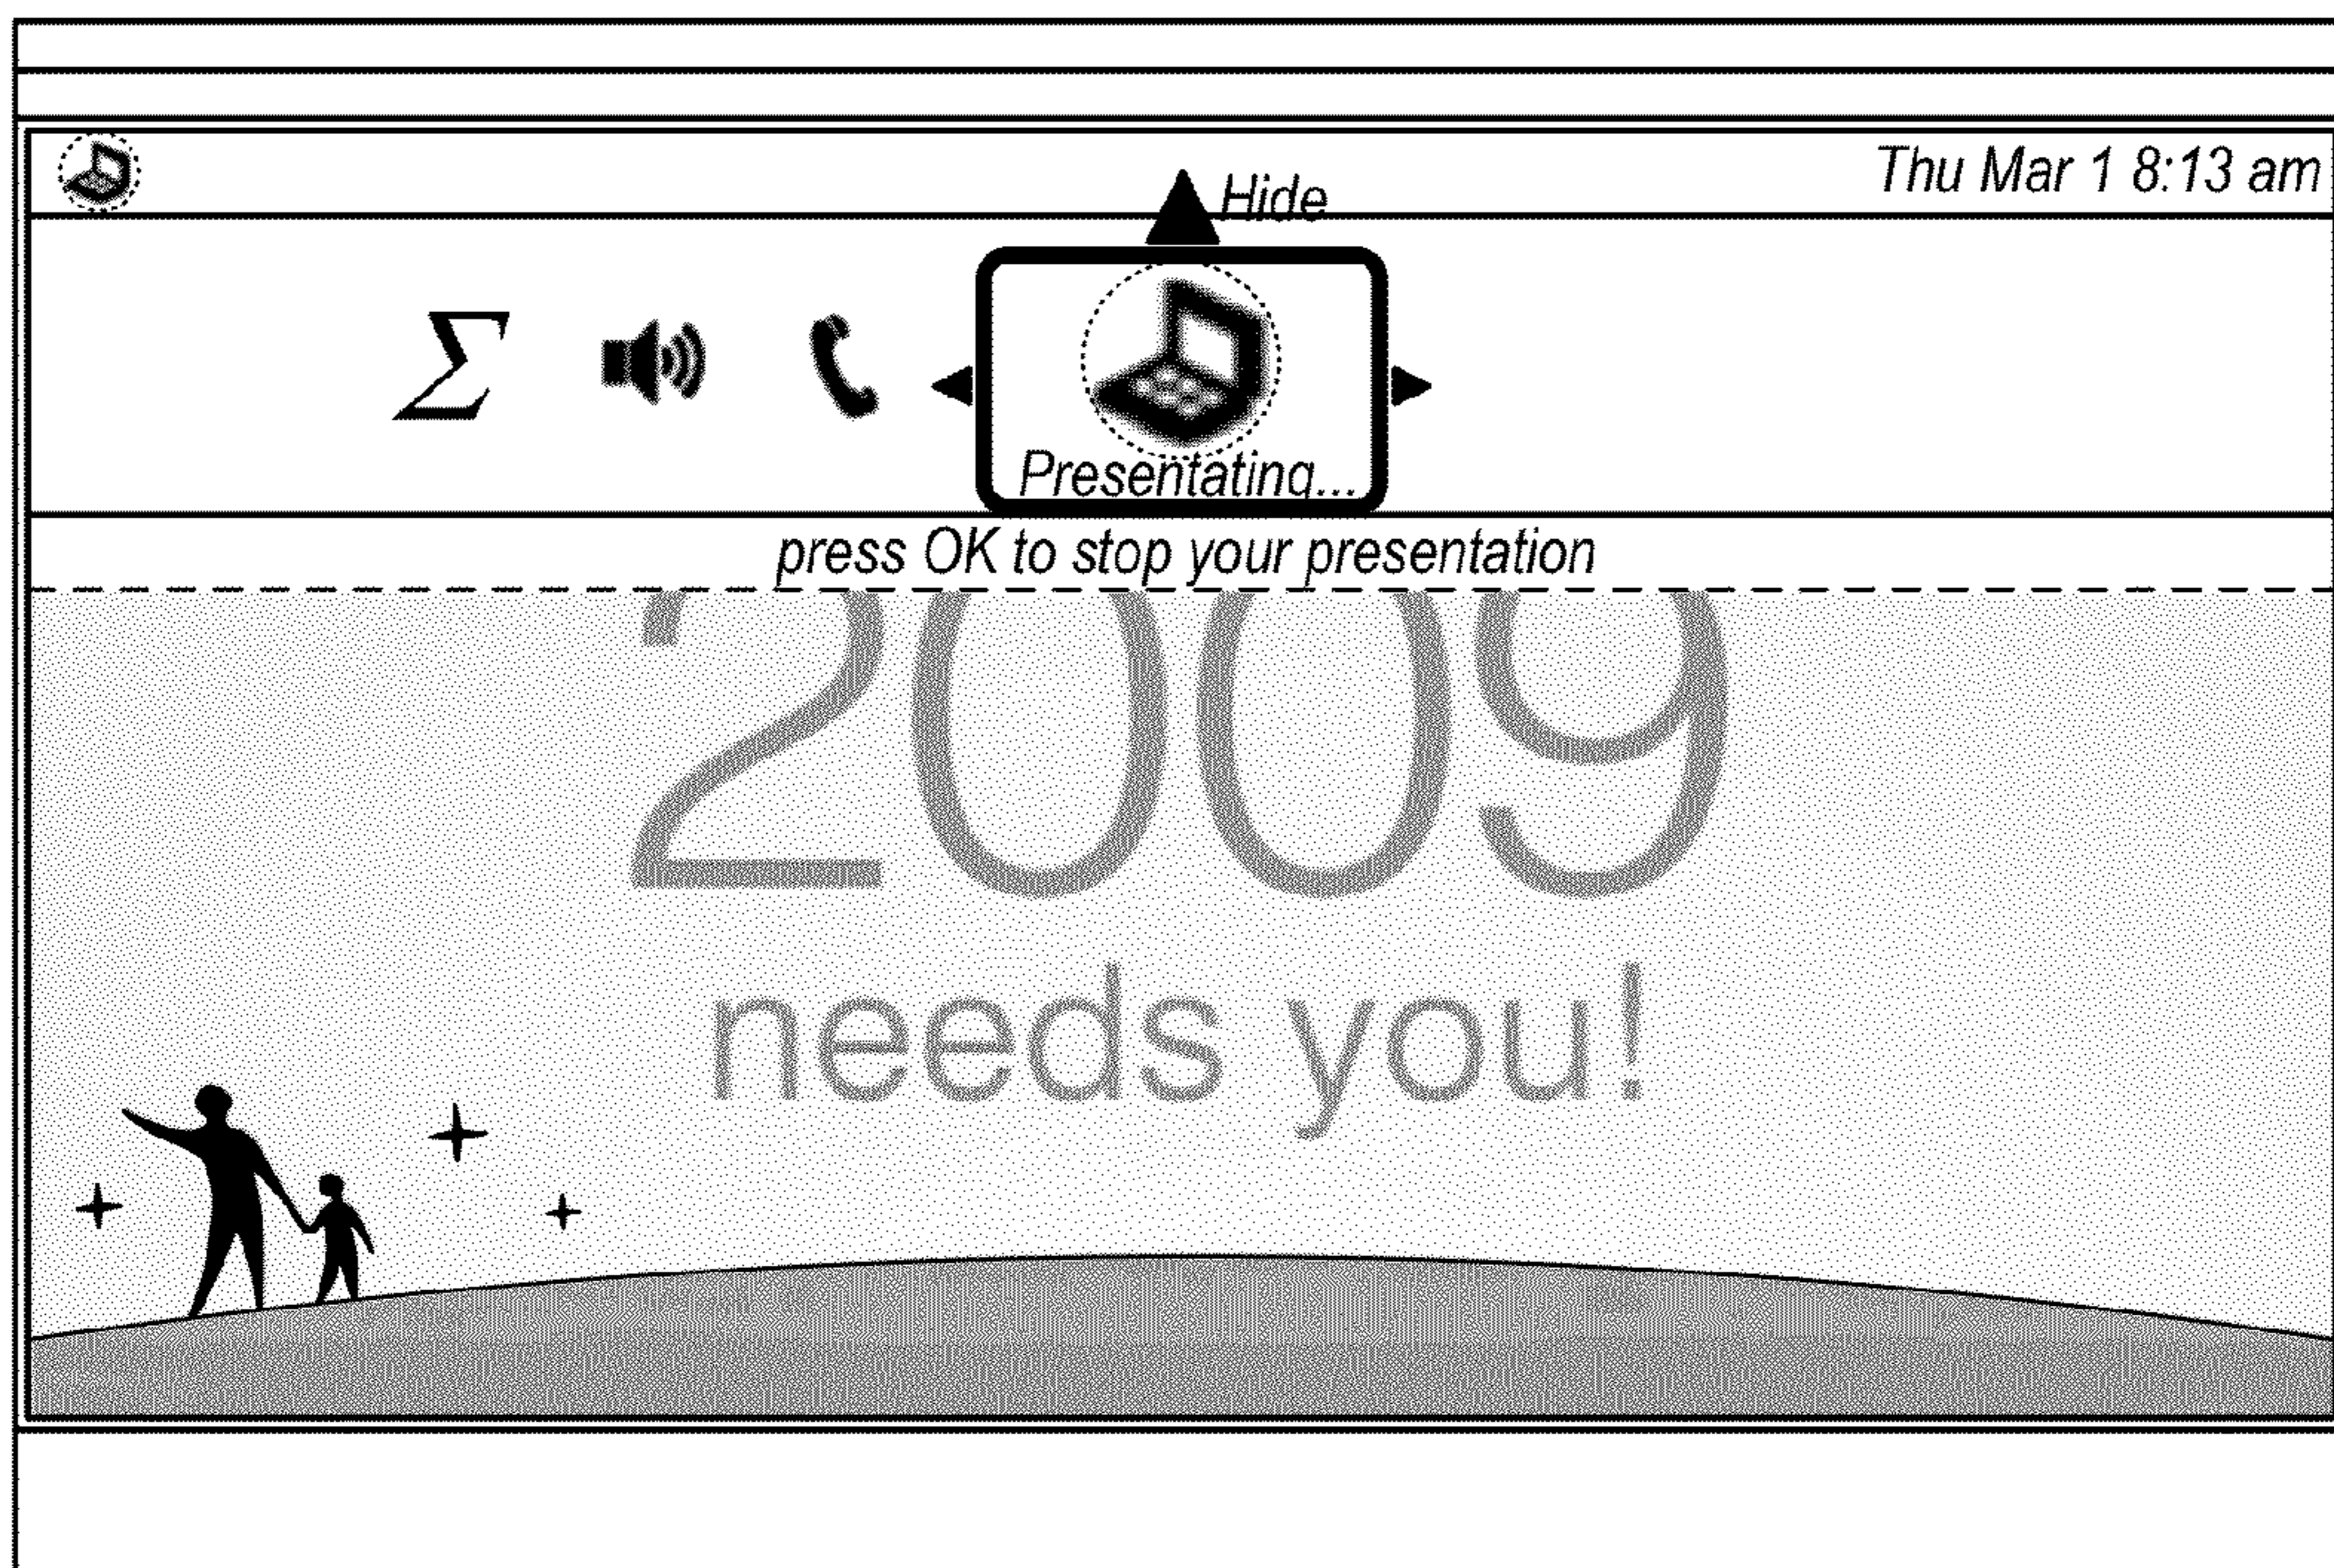 Thu Mar 1 8:13 am
Hide
Σ
Presentating...
press OK to stop your presentation
2009
needs you!